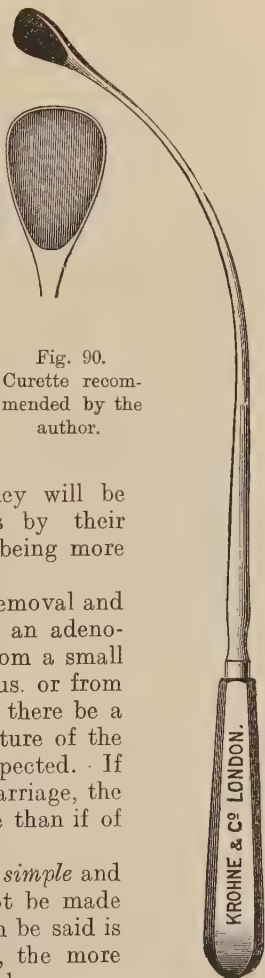 Fig. 90.
Curette recom-
mended by the
author.
ey will be
s by their
being more
emoval and
an adeno-
om a small
us. or from
there be a
ture of the
pected. If
arriage, the
e than if of
simple and
t be made
n be said is
, the more
KROHNE & Cº LONDON.